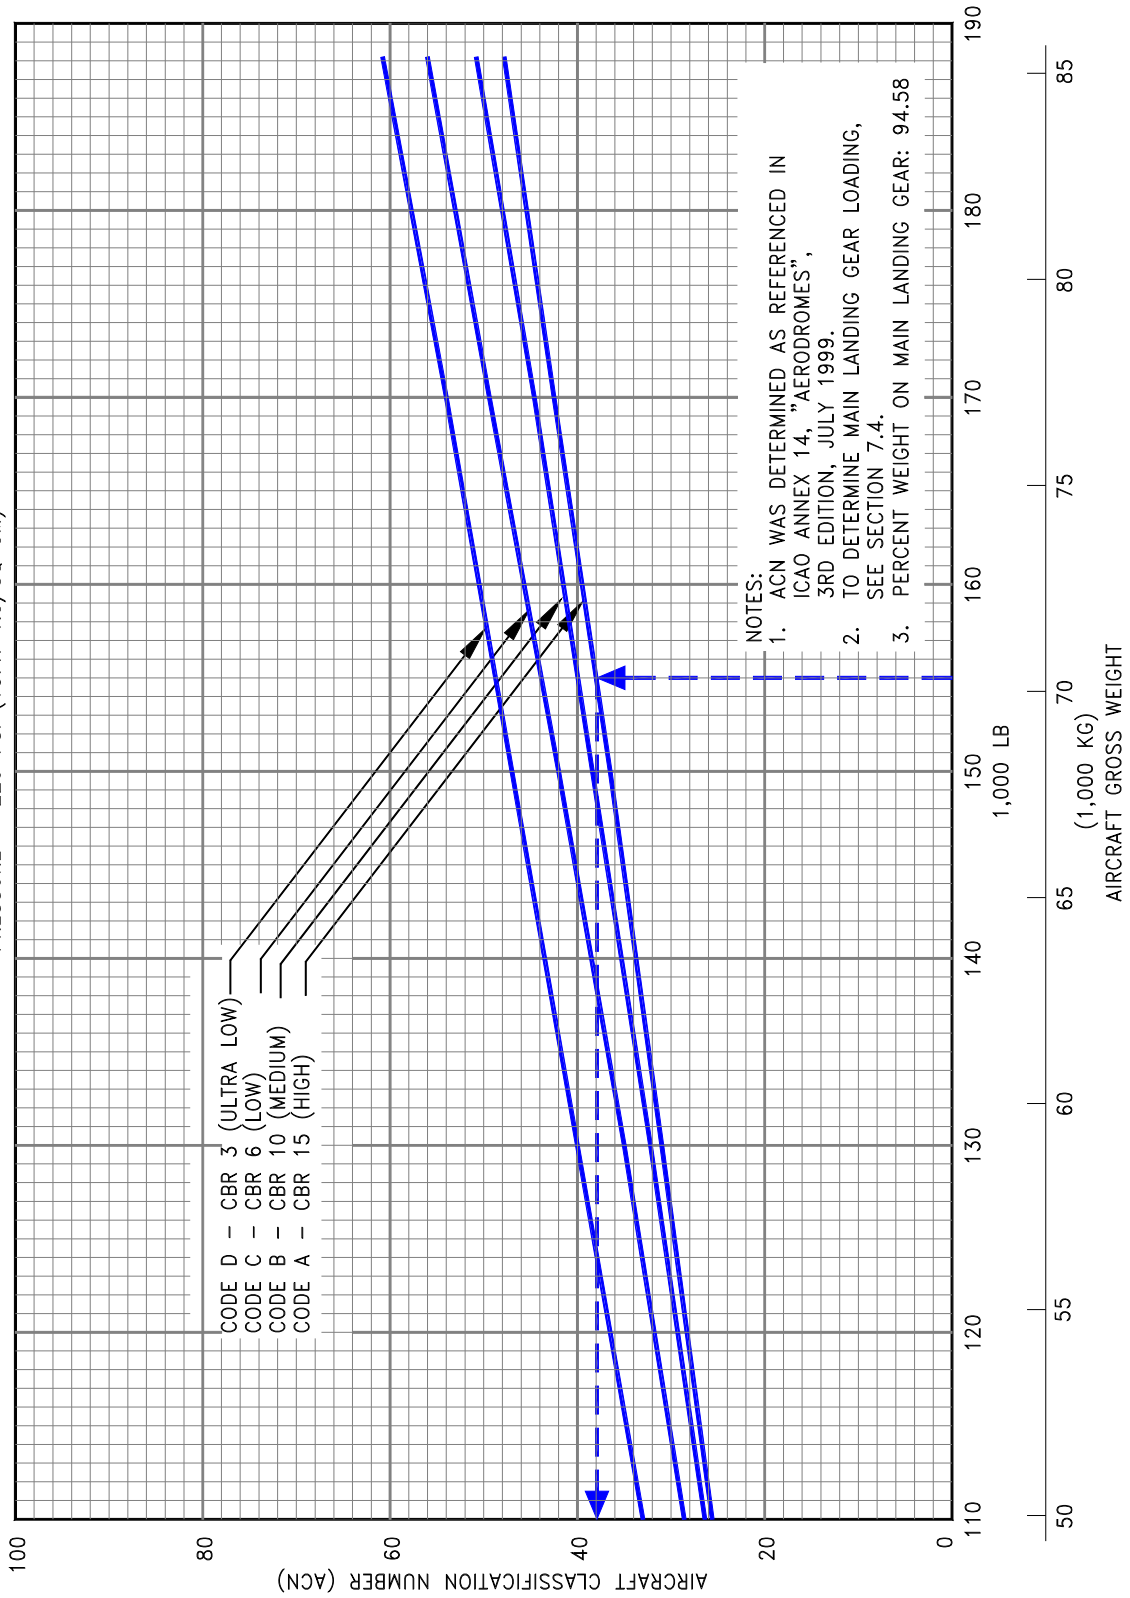 100
80
60
40
20
0
AIRCRAFT CLASSIFICATION NUMBER (ACN)
CODE D - CBR 3 (ULTRA LOW)
CODE C - CBR 6 (LOW)
CODE B - CBR 10 (MEDIUM)
CODE A - CBR 15 (HIGH)
NOTES:
1. ACN WAS DETERMINED AS REFERENCED IN
ICAO ANNEX 14, "AERODROMES",
3RD EDITION, JULY 1999.
2. TO DETERMINE MAIN LANDING GEAR LOADING,
SEE SECTION 7.4.
3. PERCENT WEIGHT ON MAIN LANDING GEAR: 94.58
110 120 130 140 150 160 170 180 190
1,000 LB
50 55 60 65 70 75 80 85
(1,000 KG)
AIRCRAFT GROSS WEIGHT